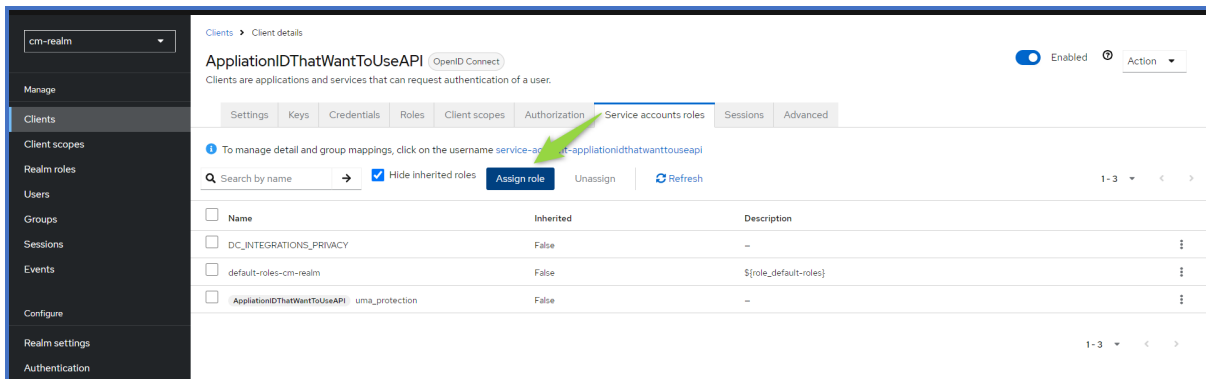 cm-realm
Manage
Clients
Client scopes
Realm roles
Users
Groups
Sessions
Events
Configure
Realm settings
Authentication
Clients > Client details
AppliationIDThatWantToUseAPI OpenID Connect
Enabled Action
Clients are applications and services that can request authentication of a user.
Settings Keys Credentials Roles Client scopes Authorization Service accounts roles Sessions Advanced
To manage detail and group mappings, click on the username service-account-appliationidthatwanttouseapi
Search by name Hide inherited roles Assign role Unassign Refresh 1 - 3
Name Inherited Description
DC_INTEGRATIONS_PRIVACY False –
default-roles-cm-realm False ${role_default-roles}
AppliationIDThatWantToUseAPI uma_protection False –
1 - 3